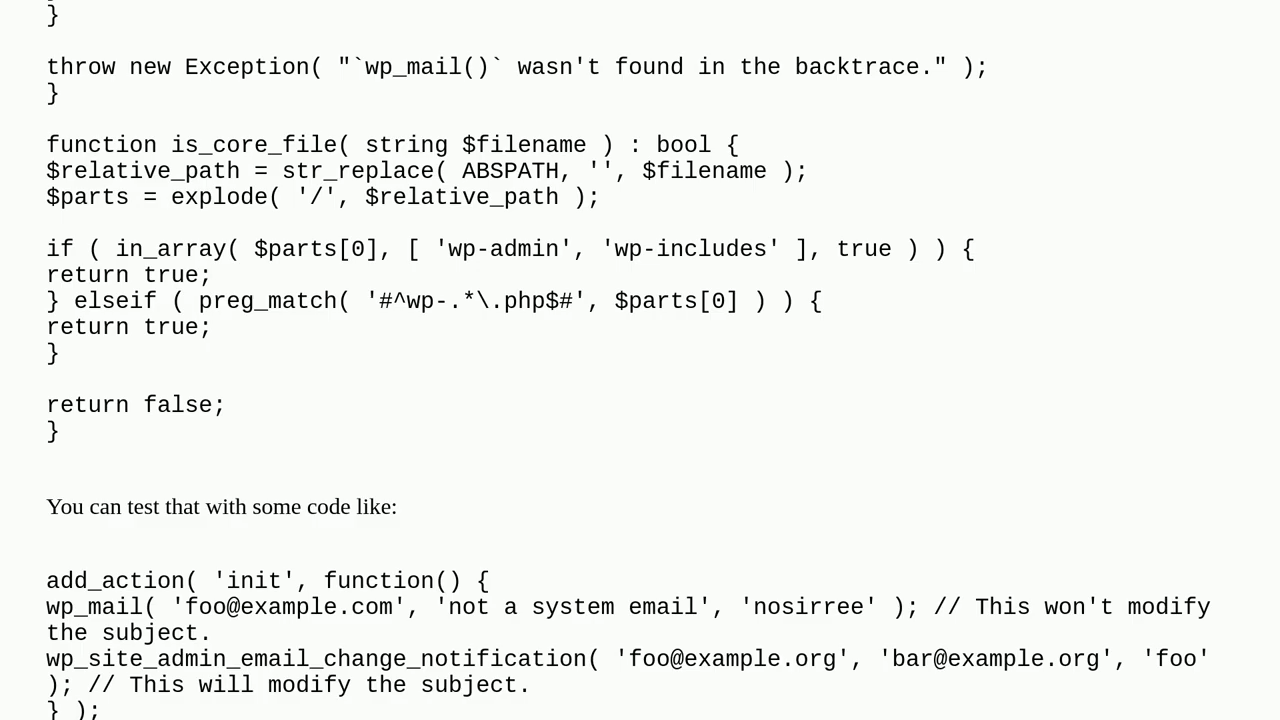 }
throw new Exception( "`wp_mail()` wasn't found in the backtrace." );
}
function is_core_file( string $filename ) : bool {
$relative_path = str_replace( ABSPATH, '', $filename );
$parts = explode( '/', $relative_path );
if ( in_array( $parts[0], [ 'wp-admin', 'wp-includes' ], true ) ) {
return true;
} elseif ( preg_match( '#^wp-.*\.php$#', $parts[0] ) ) {
return true;
}
return false;
}
You can test that with some code like:
add_action( 'init', function() {
wp_mail( 'foo@example.com', 'not a system email', 'nosirree' ); // This won't modify
the subject.
wp_site_admin_email_change_notification( 'foo@example.org', 'bar@example.org', 'foo'
); // This will modify the subject.
} );